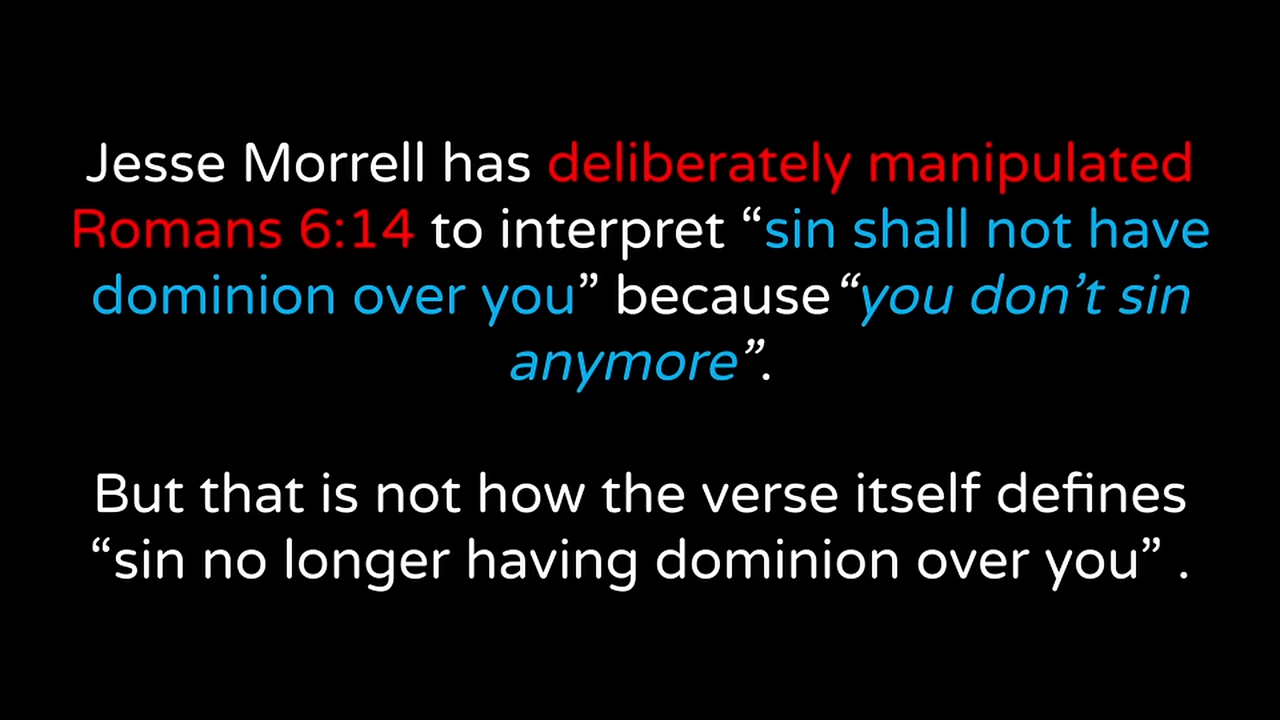 Jesse Morrell has deliberately manipulated
Romans 6:14 to interpret “sin shall not have
dominion over you” because “you don’t sin
anymore”.
But that is not how the verse itself defines
“sin no longer having dominion over you” .